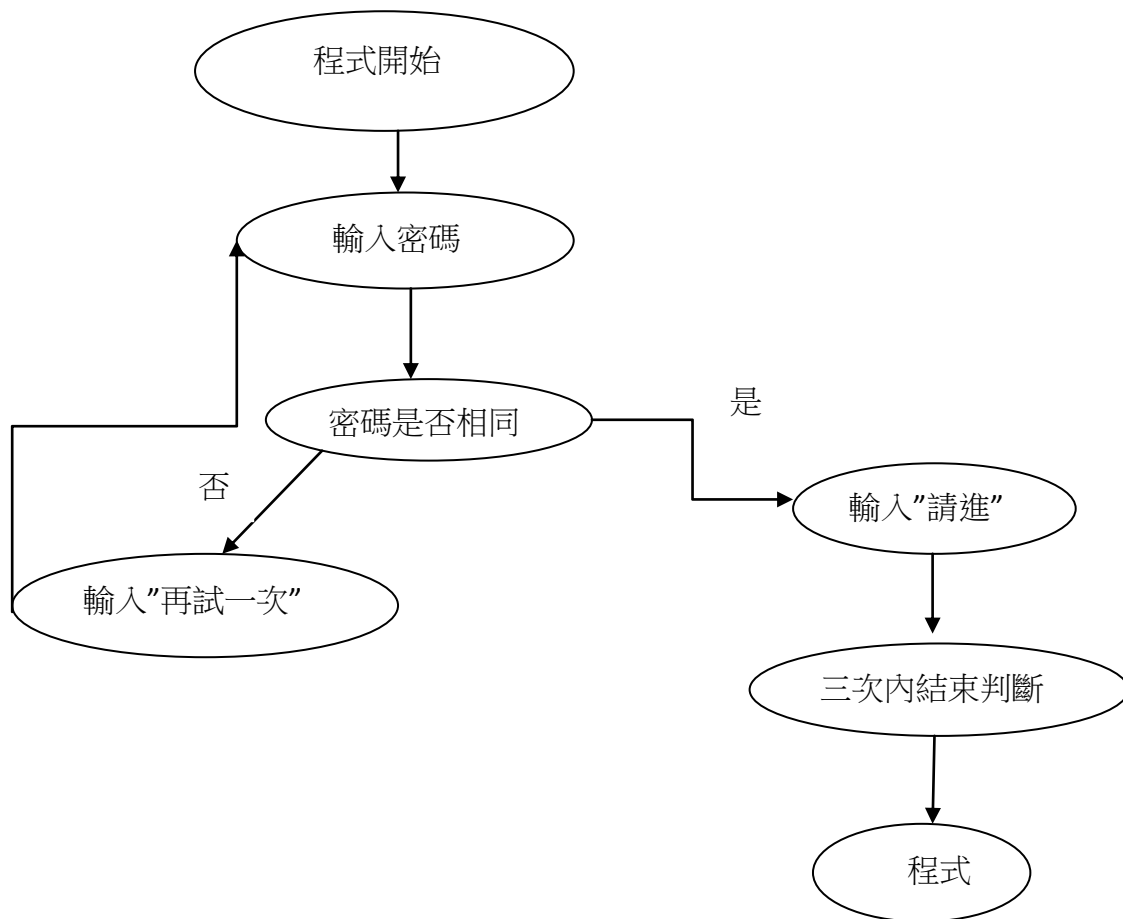 程式開始
輸入密碼
密碼是否相同
是
否
輸入”請進”
輸入”再試一次”
三次內結束判斷
程式